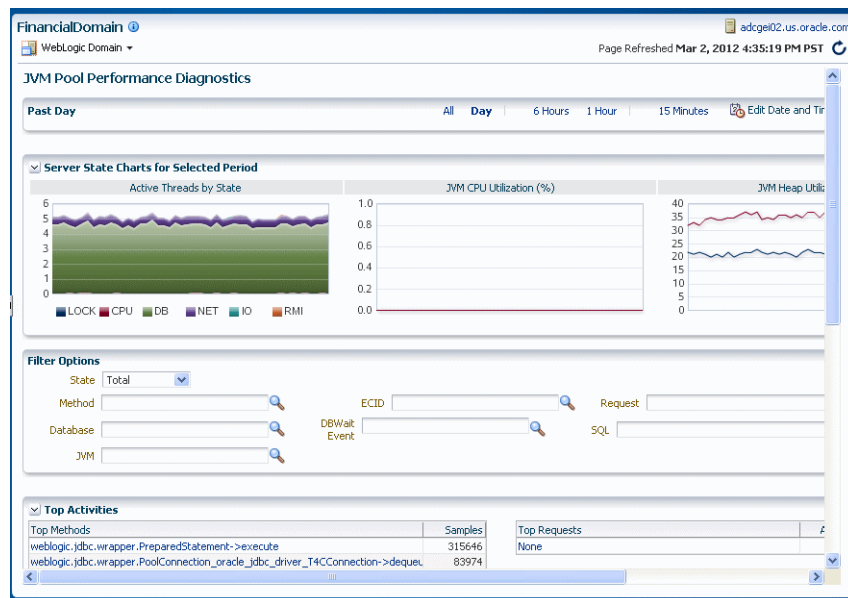 FinancialDomain
adcgei02.us.oracle.com
WebLogic Domain
Page Refreshed Mar 2, 2012 4:35:19 PM PST
JVM Pool Performance Diagnostics
Past Day All Day 6 Hours 1 Hour 15 Minutes Edit Date and Tir
Server State Charts for Selected Period
Active Threads by State
6
5
4
3
2
1
0
LOCK CPU DB NET IO RMI
JVM CPU Utilization (%)
1.0
0.8
0.6
0.4
0.2
0.0
JVM Heap Utiliz
40
35
30
25
20
15
10
5
0
Filter Options
State Total
Method ECID Request
Database DBWait Event SQL
JVM
Top Activities
Top Methods Samples
weblogic.jdbc.wrapper.PreparedStatement->execute 315646
weblogic.jdbc.wrapper.PoolConnection_oracle_jdbc_driver_T4CConnection->dequeu 83974
Top Requests A
None